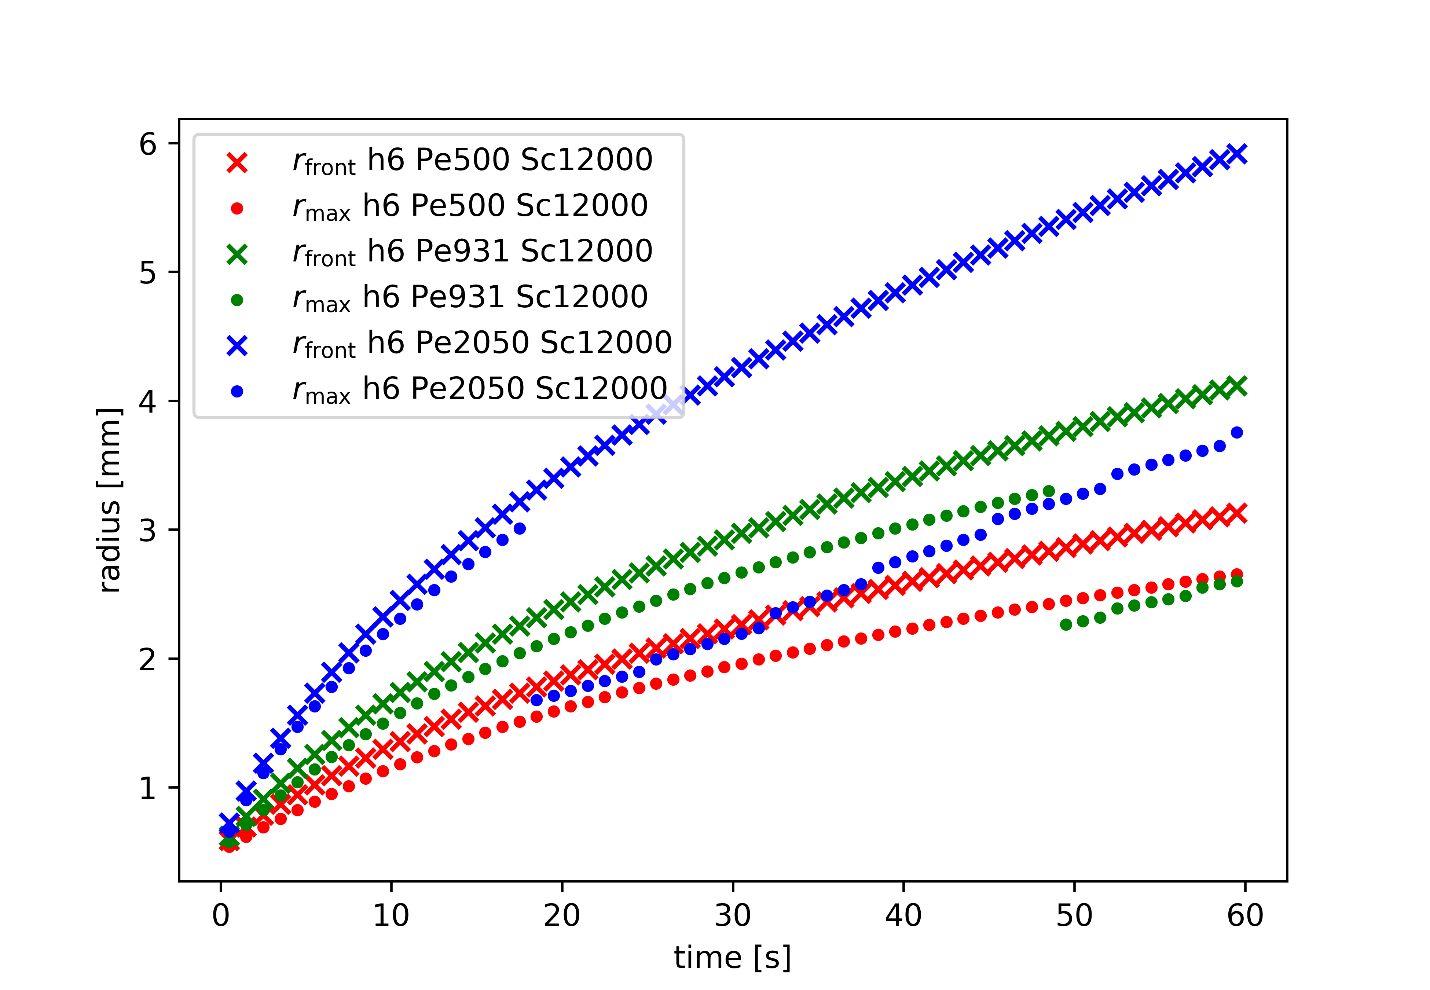 r_front h6 Pe500 Sc12000
r_max h6 Pe500 Sc12000
r_front h6 Pe931 Sc12000
r_max h6 Pe931 Sc12000
r_front h6 Pe2050 Sc12000
r_max h6 Pe2050 Sc12000
6
5
4
3
2
1
radius [mm]
0 10 20 30 40 50 60
time [s]